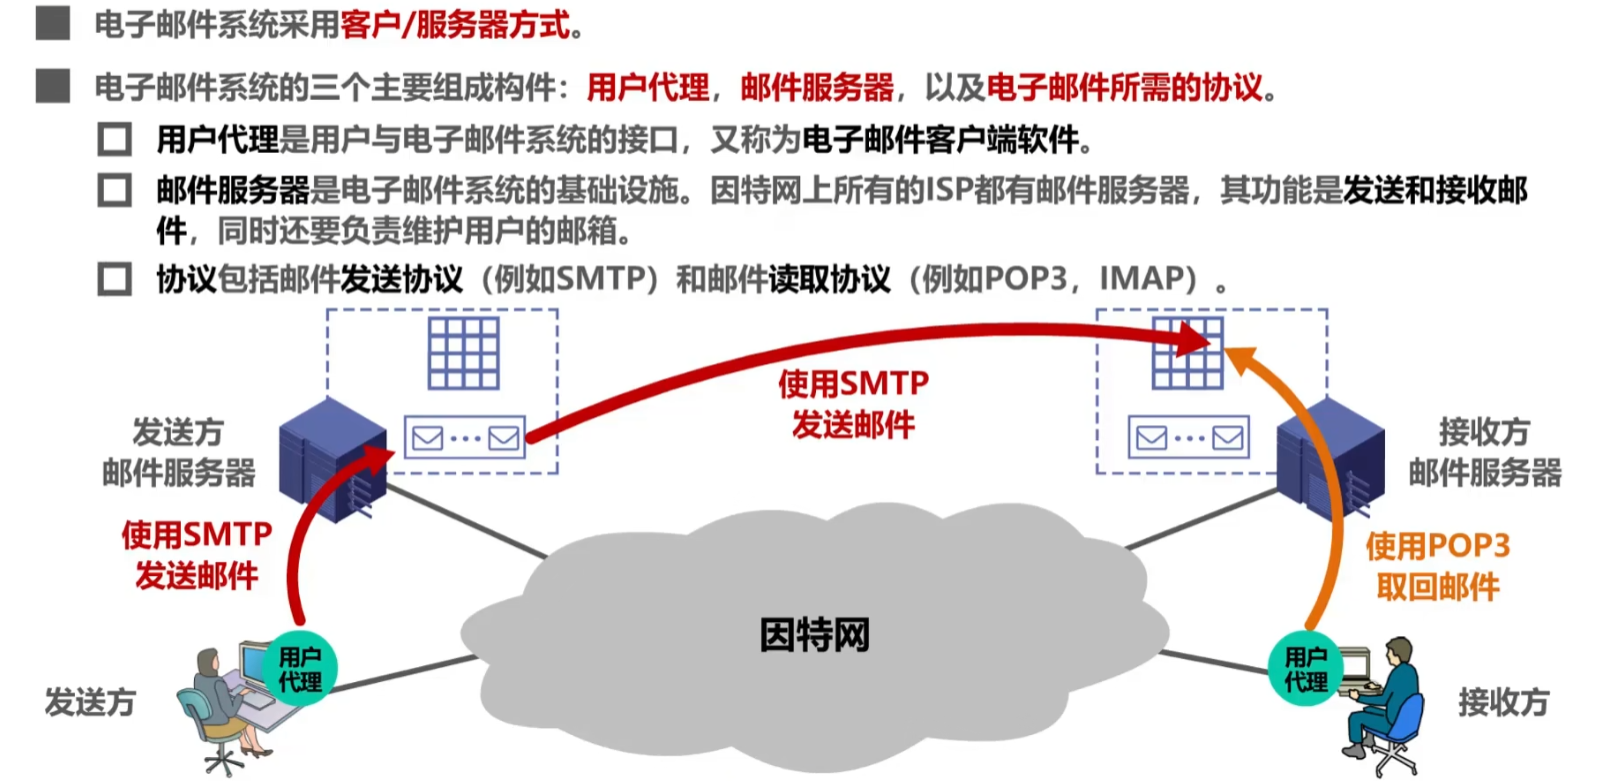 电子邮件系统采用客户/服务器方式。
电子邮件系统的三个主要组成构件：用户代理，邮件服务器，以及电子邮件所需的协议。
用户代理是用户与电子邮件系统的接口，又称为电子邮件客户端软件。
邮件服务器是电子邮件系统的基础设施。因特网上所有的ISP都有邮件服务器，其功能是发送和接收邮
件，同时还要负责维护用户的邮箱。
协议包括邮件发送协议（例如SMTP）和邮件读取协议（例如POP3，IMAP）。
使用SMTP
发送邮件
发送方
邮件服务器
接收方
邮件服务器
使用SMTP
发送邮件
使用POP3
取回邮件
因特网
用户
代理
用户
代理
发送方
接收方